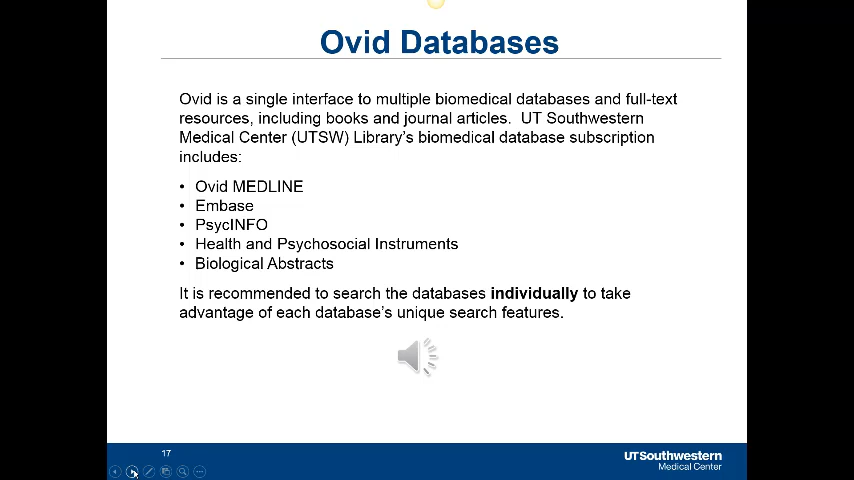 Ovid Databases
Ovid is a single interface to multiple biomedical databases and full-text
resources, including books and journal articles.  UT Southwestern
Medical Center (UTSW) Library's biomedical database subscription
includes:
• Ovid MEDLINE
• Embase
• PsycINFO
• Health and Psychosocial Instruments
• Biological Abstracts
It is recommended to search the databases individually to take
advantage of each database's unique search features.
17
UTSouthwestern
Medical Center